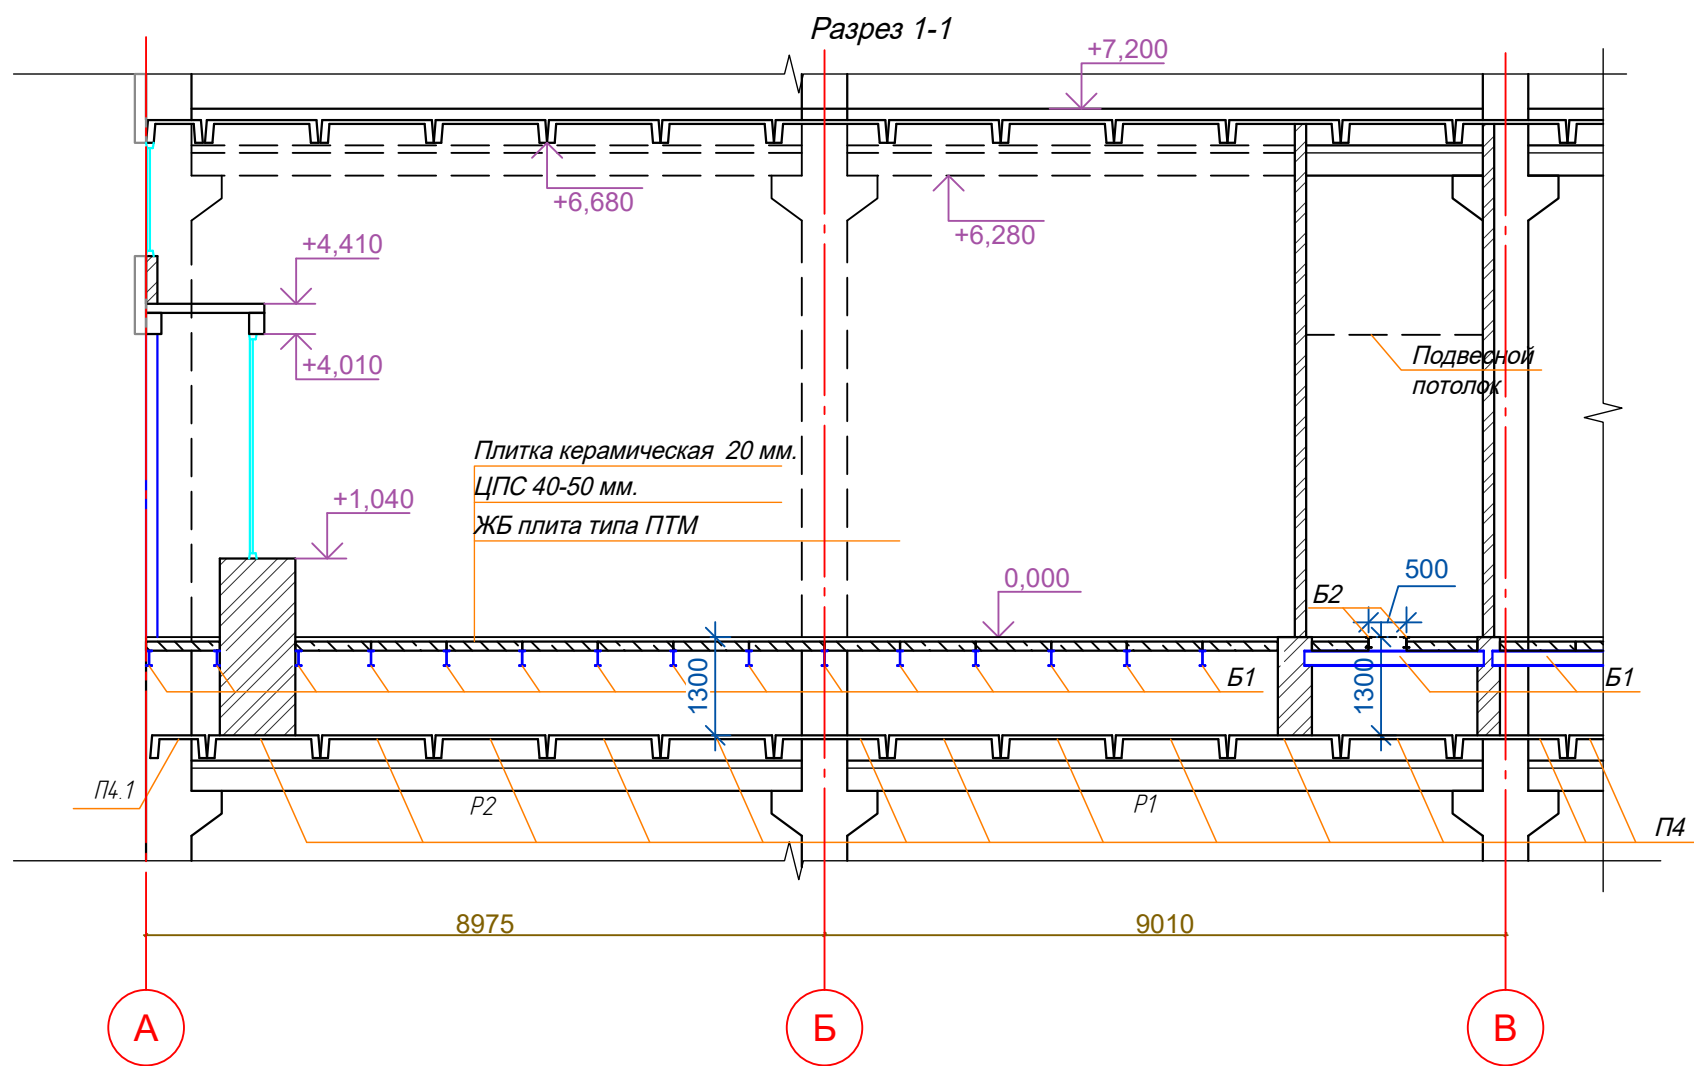 Разрез 1-1
+7,200
+6,680
+6,280
+4,410
+4,010
Подвесной
потолок
Плитка керамическая 20 мм.
ЦПС 40-50 мм.
ЖБ плита типа ПТМ
+1,040
0,000
500
Б2
1300
1300
Б1
Б1
П4.1
Р2
Р1
П4
8975
9010
А
Б
В